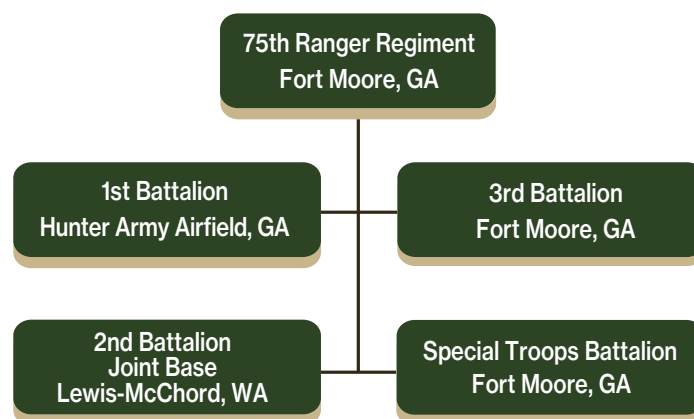 75th Ranger Regiment
Fort Moore, GA
1st Battalion
Hunter Army Airfield, GA
3rd Battalion
Fort Moore, GA
2nd Battalion
Joint Base
Lewis-McChord, WA
Special Troops Battalion
Fort Moore, GA